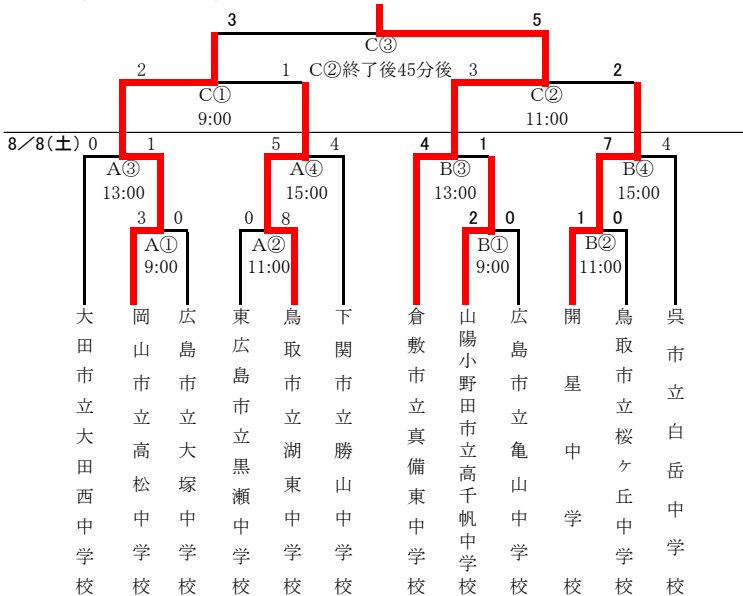 3 5
C③
2 1 C②終了後45分後 3 2
C① C②
9:00 11:00
8／8(土) 0 1 5 4 4 1 7 4
A③ A④ B③ B④
13:00 15:00 13:00 15:00
3 0 0 8 2 0 1 0
A① A② B① B②
9:00 11:00 9:00 11:00
大田市立大田西中学校
岡山市立高松中学校
広島市立大塚中学校
東広島市立黒瀬中学校
鳥取市立湖東中学校
下関市立勝山中学校
倉敷市立真備東中学校
山陽小野田市立高千帆中学校
広島市立亀山中学校
開星中学校
鳥取市立桜ヶ丘中学校
呉市立白岳中学校